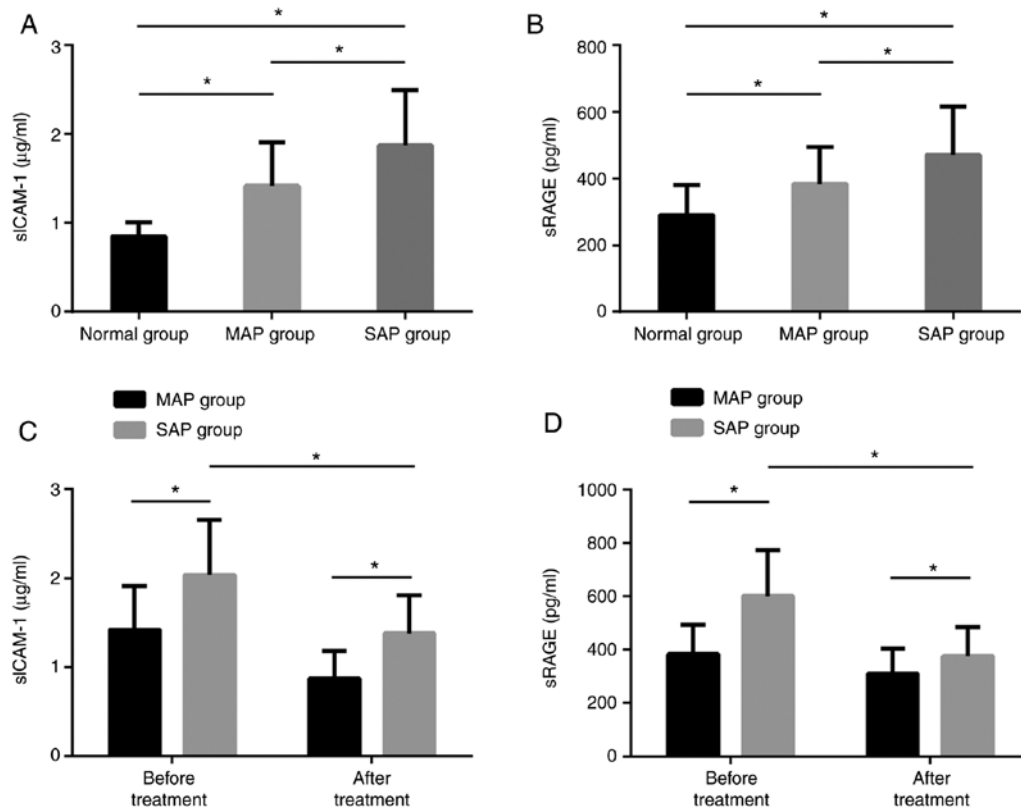 A
sICAM-1 (µg/ml)
3
2
1
0
*
*
*
Normal group
MAP group
SAP group
B
sRAGE (pg/ml)
800
600
400
200
0
*
*
*
Normal group
MAP group
SAP group
C
MAP group
SAP group
sICAM-1 (µg/ml)
3
2
1
0
*
*
*
Before
treatment
After
treatment
D
MAP group
SAP group
sRAGE (pg/ml)
1000
800
600
400
200
0
*
*
*
Before
treatment
After
treatment